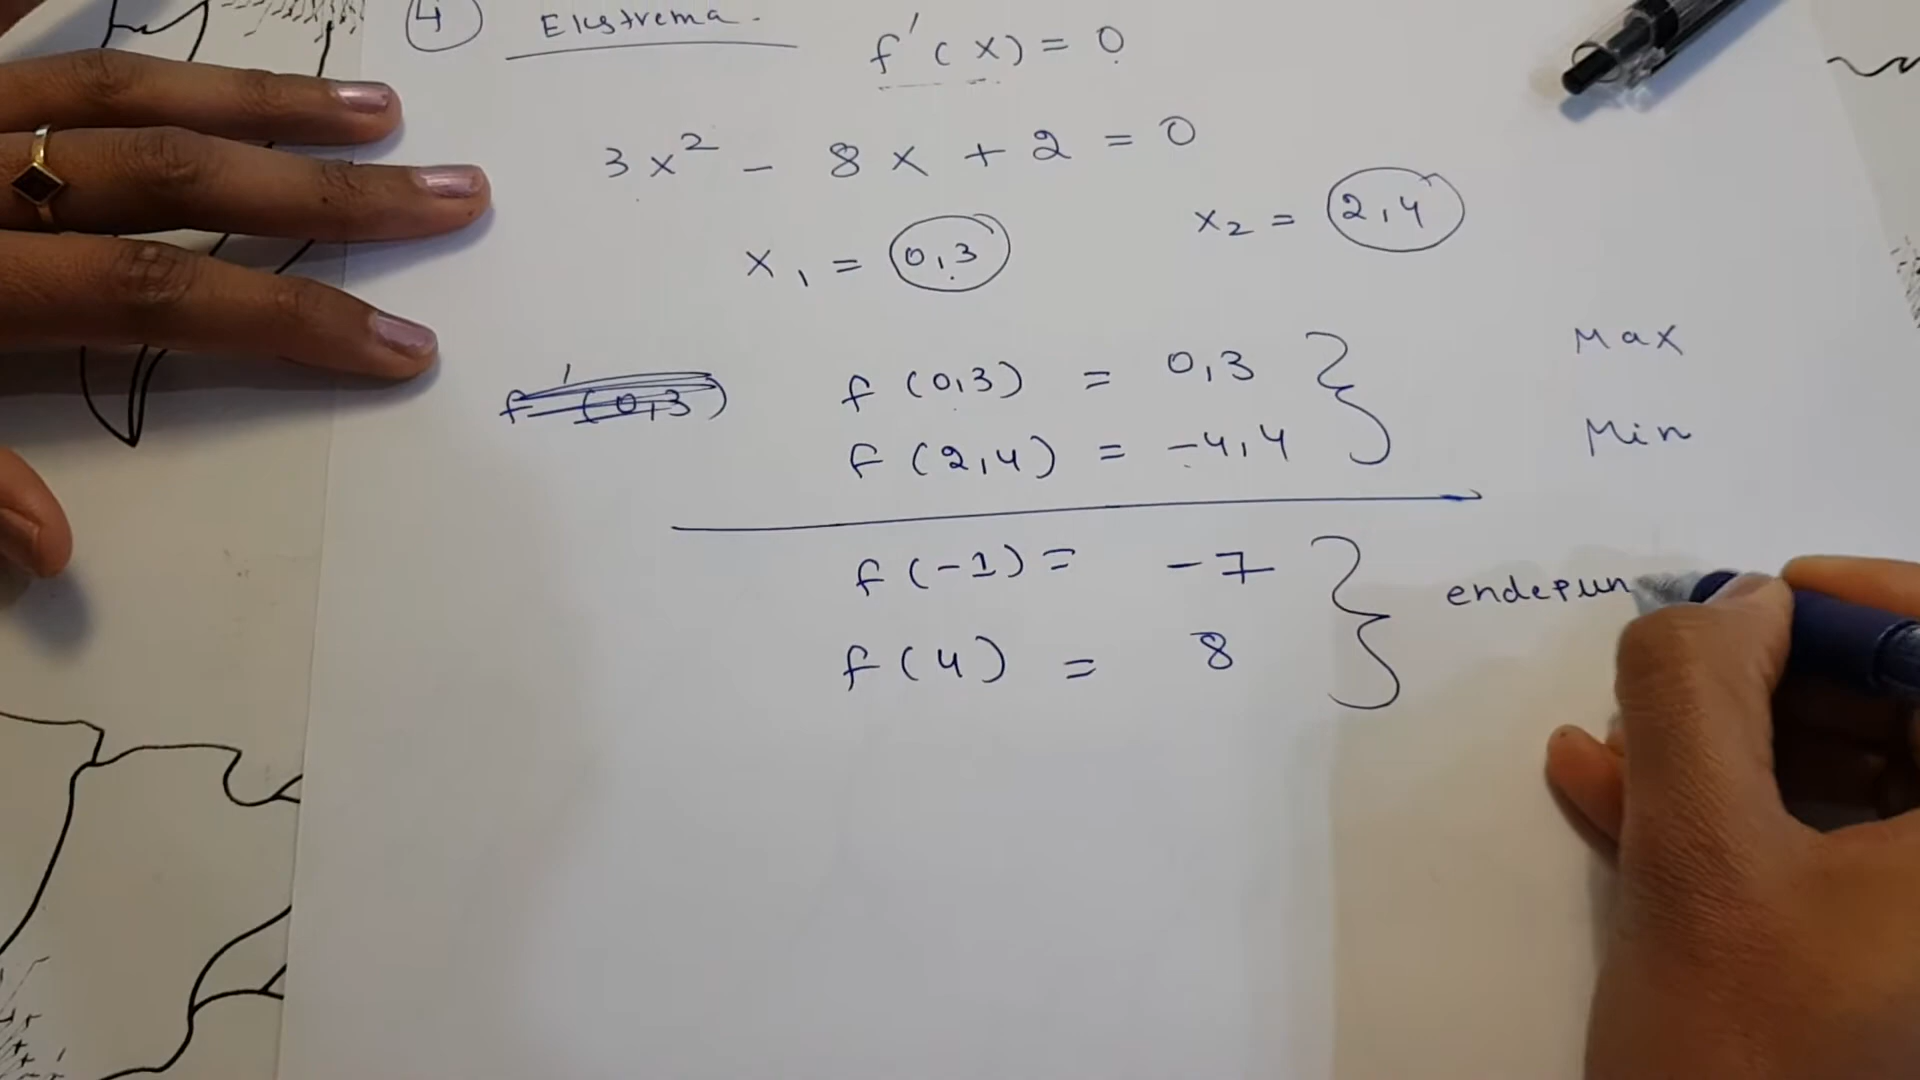 4 Ekstrema.
f'(x) = 0
3x² - 8x + 2 = 0
x₁ = 0,3 x₂ = 2,4
f'(0,3) f(0,3) = 0,3 Max
f(2,4) = -4,4 Min
f(-1) = -7 endepun
f(4) = 8